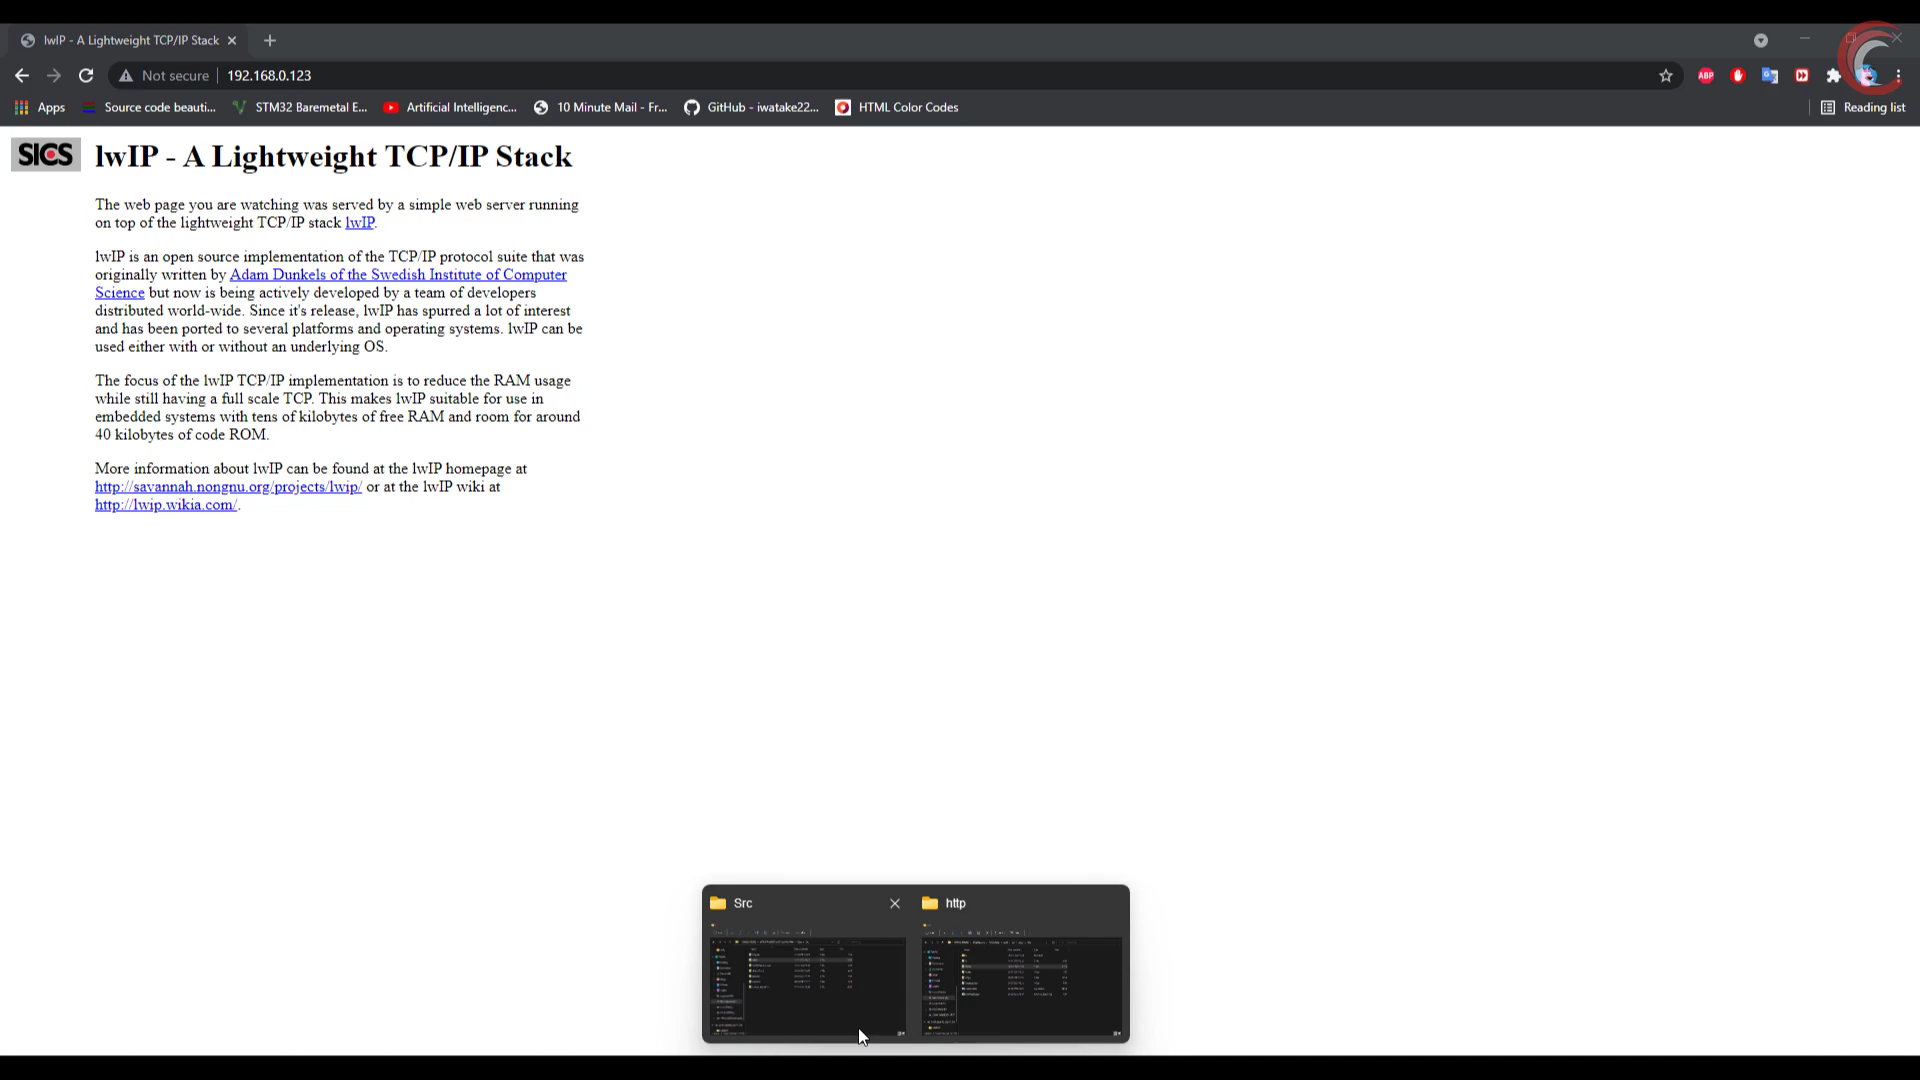 lwIP - A Lightweight TCP/IP Stack
Not secure
192.168.0.123
ABP
Apps
Source code beauti...
STM32 Baremetal E...
Artificial Intelligenc...
10 Minute Mail - Fr...
GitHub - iwatake22...
HTML Color Codes
Reading list
SICS
lwIP - A Lightweight TCP/IP Stack
The web page you are watching was served by a simple web server running
on top of the lightweight TCP/IP stack lwIP.
lwIP is an open source implementation of the TCP/IP protocol suite that was
originally written by Adam Dunkels of the Swedish Institute of Computer
Science but now is being actively developed by a team of developers
distributed world-wide. Since it's release, lwIP has spurred a lot of interest
and has been ported to several platforms and operating systems. lwIP can be
used either with or without an underlying OS.
The focus of the lwIP TCP/IP implementation is to reduce the RAM usage
while still having a full scale TCP. This makes lwIP suitable for use in
embedded systems with tens of kilobytes of free RAM and room for around
40 kilobytes of code ROM.
More information about lwIP can be found at the lwIP homepage at
http://savannah.nongnu.org/projects/lwip/ or at the lwIP wiki at
http://lwip.wikia.com/.
Src
http